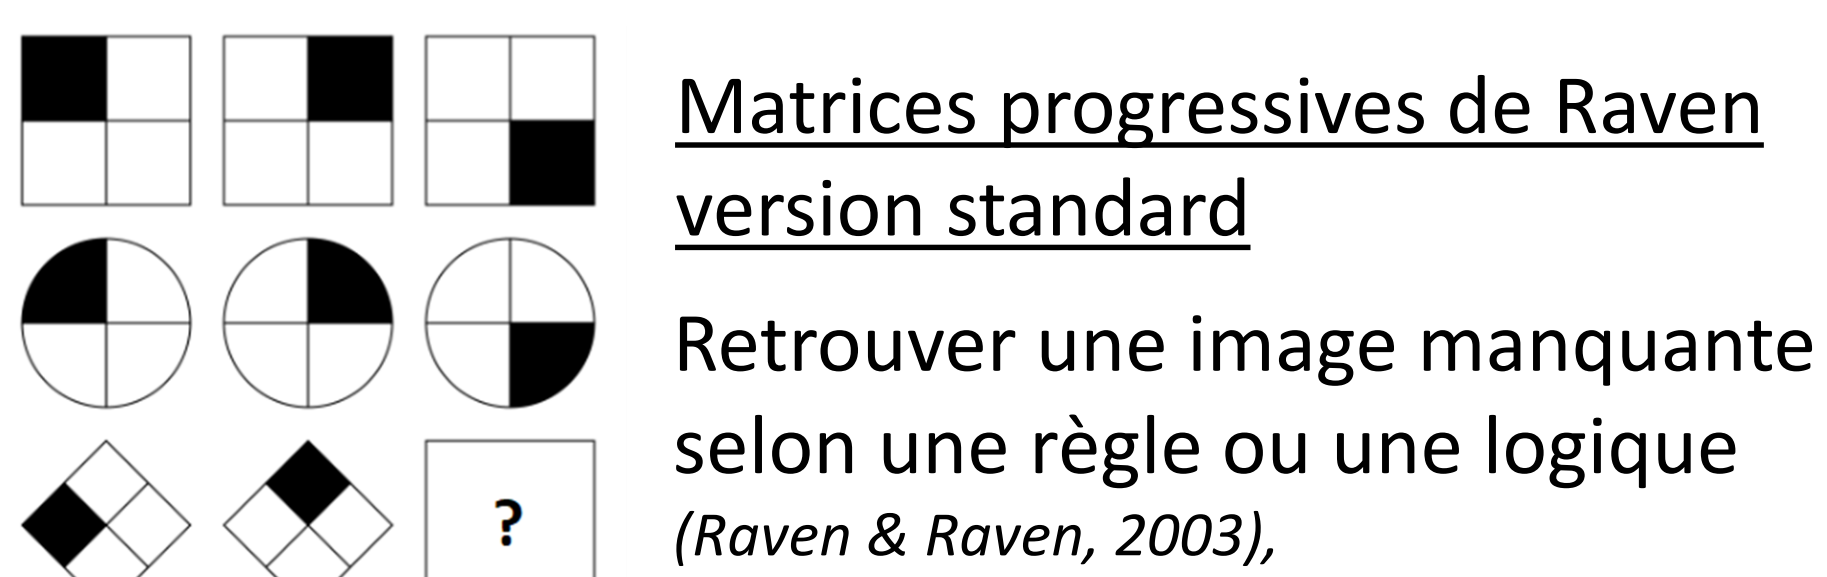 Matrices progressives de Raven
version standard
Retrouver une image manquante
selon une règle ou une logique
(Raven & Raven, 2003),
?